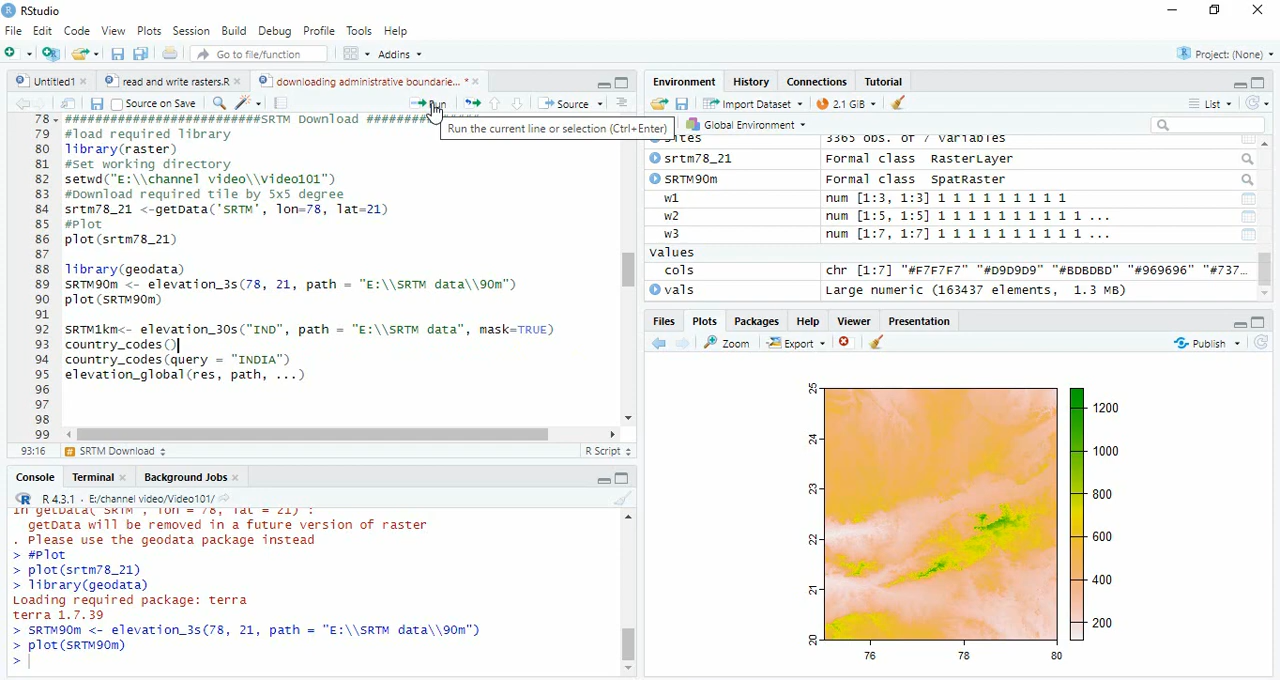 RStudio
File Edit Code View Plots Session Build Debug Profile Tools Help
Go to file/function Addins Project: (None)
Untitled1 read and write rasters.R downloading administrative boundarie... *
Source on Save Run Source
Run the current line or selection (Ctrl+Enter)
78 ##########################SRTM Download
79 #load required library
80 library(raster)
81 #Set working directory
82 setwd("E:\\channel video\\Video101")
83 #Download required tile by 5x5 degree
84 srtm78_21 <-getData('SRTM', lon=78, lat=21)
85 #Plot
86 plot(srtm78_21)
87
88 library(geodata)
89 SRTM90m <- elevation_3s(78, 21, path = "E:\\SRTM data\\90m")
90 plot(SRTM90m)
91
92 SRTM1km<- elevation_30s("IND", path = "E:\\SRTM data", mask=TRUE)
93 country_codes()
94 country_codes(query = "INDIA")
95 elevation_global(res, path, ...)
96
97
98
99
93:16 SRTM Download R Script
Console Terminal Background Jobs
R 4.3.1 · E:/channel video/Video101/
In getData("SRTM", lon = 78, lat = 21) :
getData will be removed in a future version of raster
. Please use the geodata package instead
> #Plot
> plot(srtm78_21)
> library(geodata)
Loading required package: terra
terra 1.7.39
> SRTM90m <- elevation_3s(78, 21, path = "E:\\SRTM data\\90m")
> plot(SRTM90m)
>
Environment History Connections Tutorial
Import Dataset 2.1 GiB List
Global Environment
sites 3365 obs. of 7 variables
srtm78_21 Formal class RasterLayer
SRTM90m Formal class SpatRaster
w1 num [1:3, 1:3] 1 1 1 1 1 1 1 1 1
w2 num [1:5, 1:5] 1 1 1 1 1 1 1 1 1 1 ...
w3 num [1:7, 1:7] 1 1 1 1 1 1 1 1 1 1 ...
Values
cols chr [1:7] "#F7F7F7" "#D9D9D9" "#BDBDBD" "#969696" "#737...
vals Large numeric (163437 elements, 1.3 MB)
Files Plots Packages Help Viewer Presentation
Zoom Export Publish
25
24
23
22
21
20
76 78 80
1200
1000
800
600
400
200